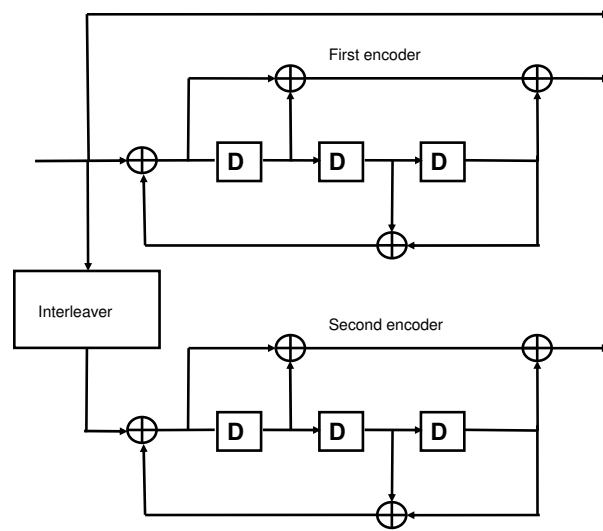 First encoder
D D D
Interleaver
Second encoder
D D D